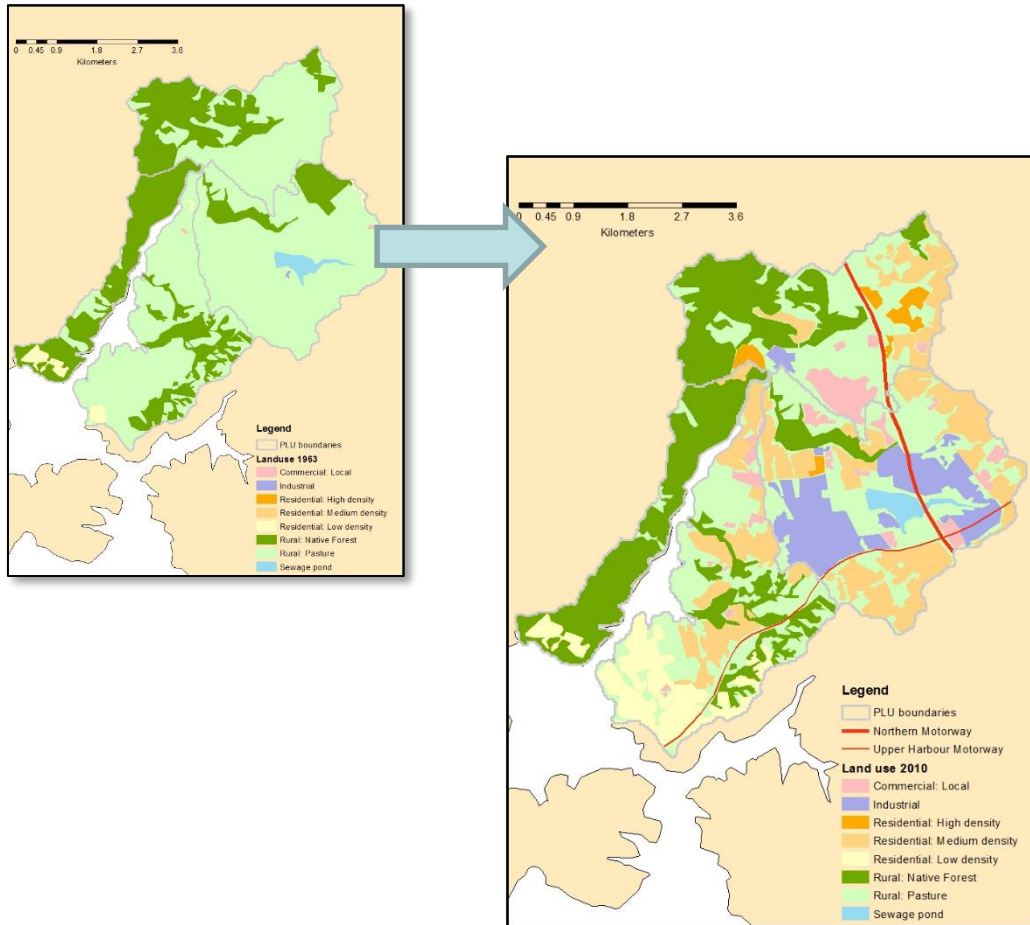 0 0.45 0.9 1.8 2.7 3.6
Kilometers
Legend
PLU boundaries
Landuse 1963
Commercial: Local
Industrial
Residential: High density
Residential: Medium density
Residential: Low density
Rural: Native Forest
Rural: Pasture
Sewage pond
0 0.45 0.9 1.8 2.7 3.6
Kilometers
Legend
PLU boundaries
Northern Motorway
Upper Harbour Motorway
Land use 2010
Commercial: Local
Industrial
Residential: High density
Residential: Medium density
Residential: Low density
Rural: Native Forest
Rural: Pasture
Sewage pond